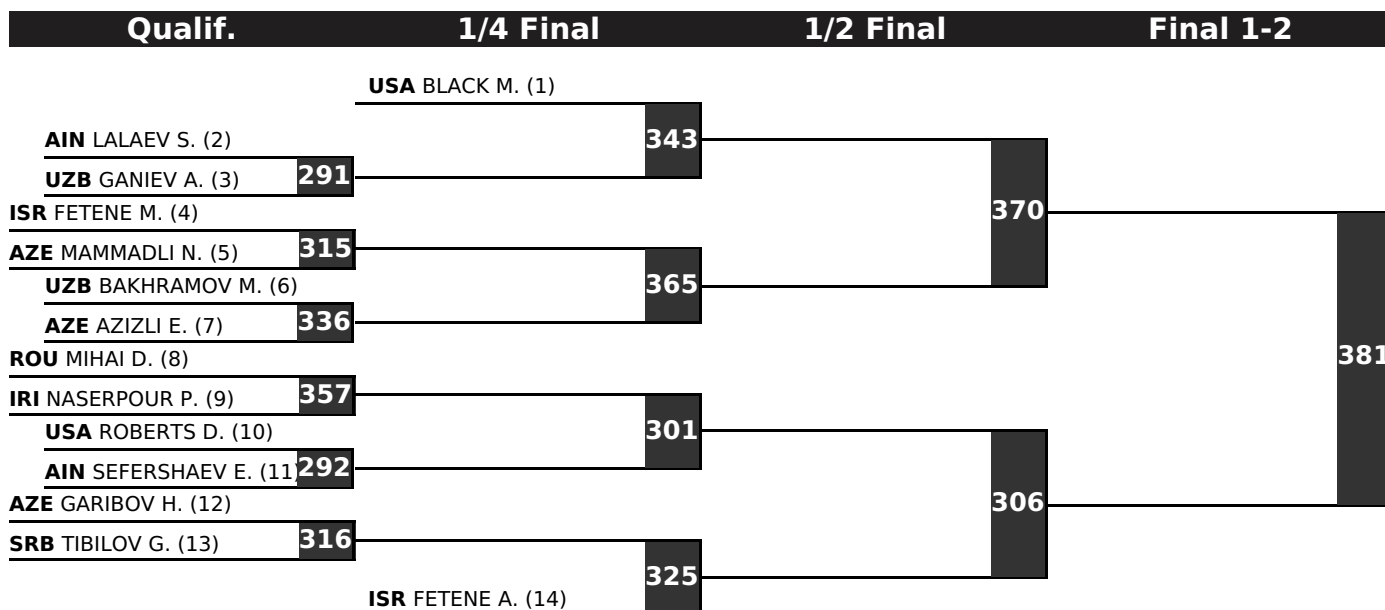 Qualif. 1/4 Final 1/2 Final Final 1-2
USA BLACK M. (1)
AIN LALAEV S. (2)
343
UZB GANIEV A. (3) 291
ISR FETENE M. (4)
370
AZE MAMMADLI N. (5) 315
UZB BAKHRAMOV M. (6)
365
AZE AZIZLI E. (7) 336
ROU MIHAI D. (8)
381
IRI NASERPOUR P. (9) 357
USA ROBERTS D. (10)
301
AIN SEFERSHAEV E. (11) 292
AZE GARIBOV H. (12)
306
SRB TIBILOV G. (13) 316
325
ISR FETENE A. (14)